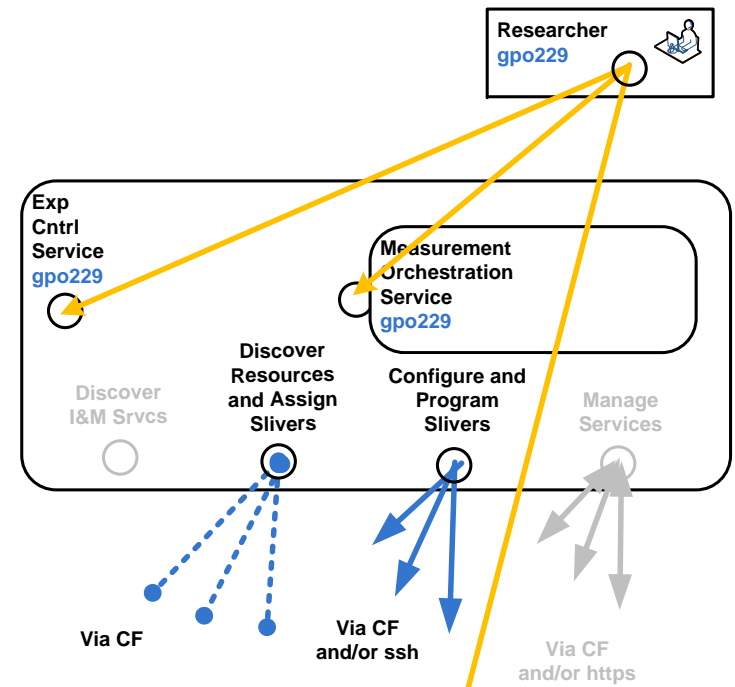 Researcher
gpo229
Exp
Cntrl
Service
gpo229
Measurement
Orchestration
Service
gpo229
Discover
I&M Srvcs
Discover
Resources
and Assign
Slivers
Configure and
Program
Slivers
Manage
Services
Via CF
Via CF
and/or ssh
Via CF
and/or https